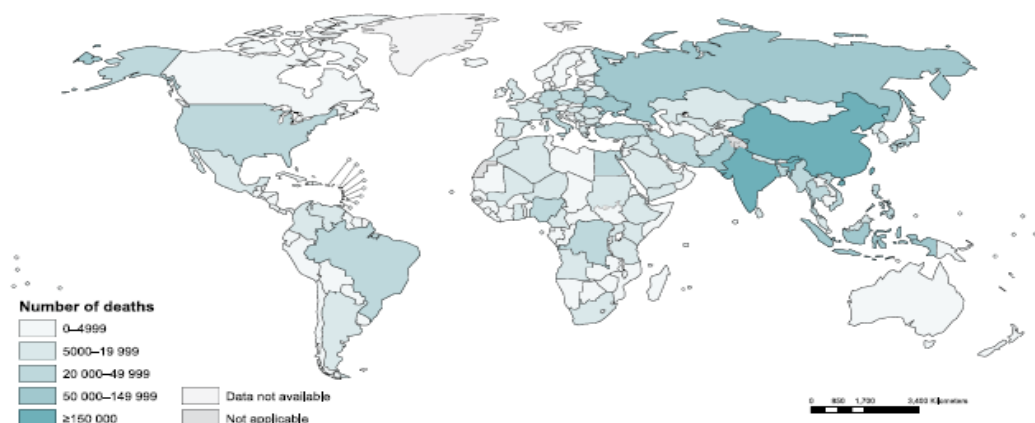 Number of deaths
0–4999
5000–19 999
20 000–49 999
50 000–149 999
≥150 000
Data not available
Not applicable
0 850 1,700 3,400 Kilometers